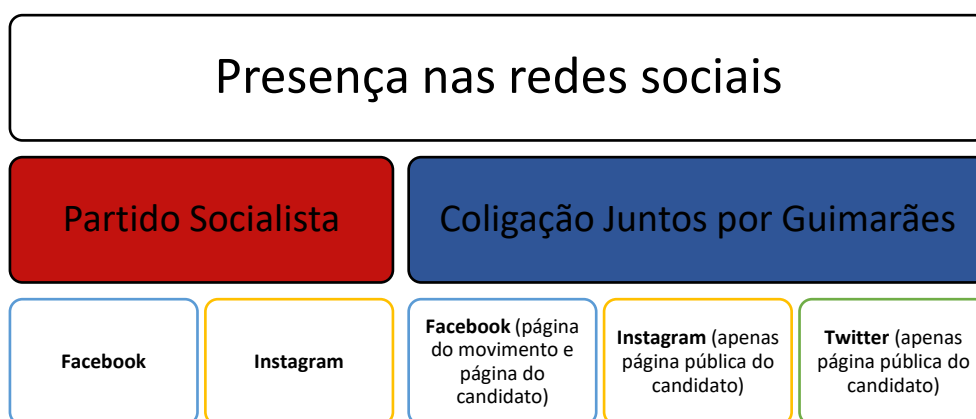 Presença nas redes sociais
Partido Socialista
Coligação Juntos por Guimarães
Facebook
Instagram
Facebook (página
do movimento e
página do
candidato)
Instagram (apenas
página pública do
candidato)
Twitter (apenas
página pública do
candidato)